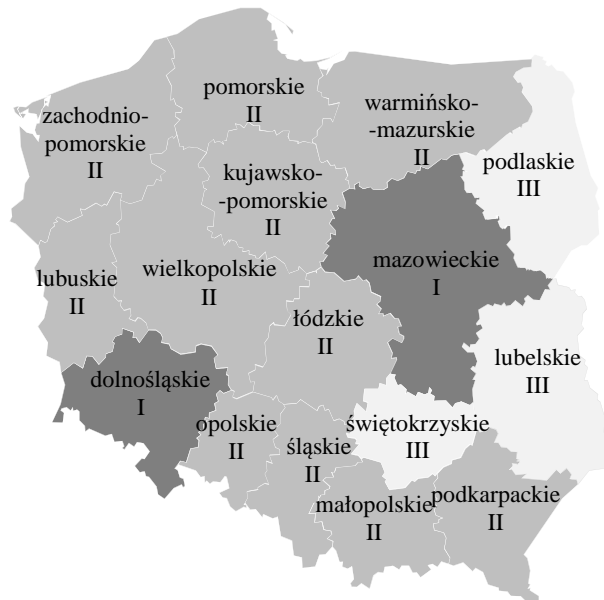 pomorskie
II
zachodnio-
pomorskie
II
warmińsko-
-mazurskie
II
podlaskie
III
kujawsko-
-pomorskie
II
mazowieckie
I
lubuskie
II
wielkopolskie
II
łódzkie
II
lubelskie
III
dolnośląskie
I
opolskie
II
śląskie
II
świętokrzyskie
III
małopolskie
II
podkarpackie
II